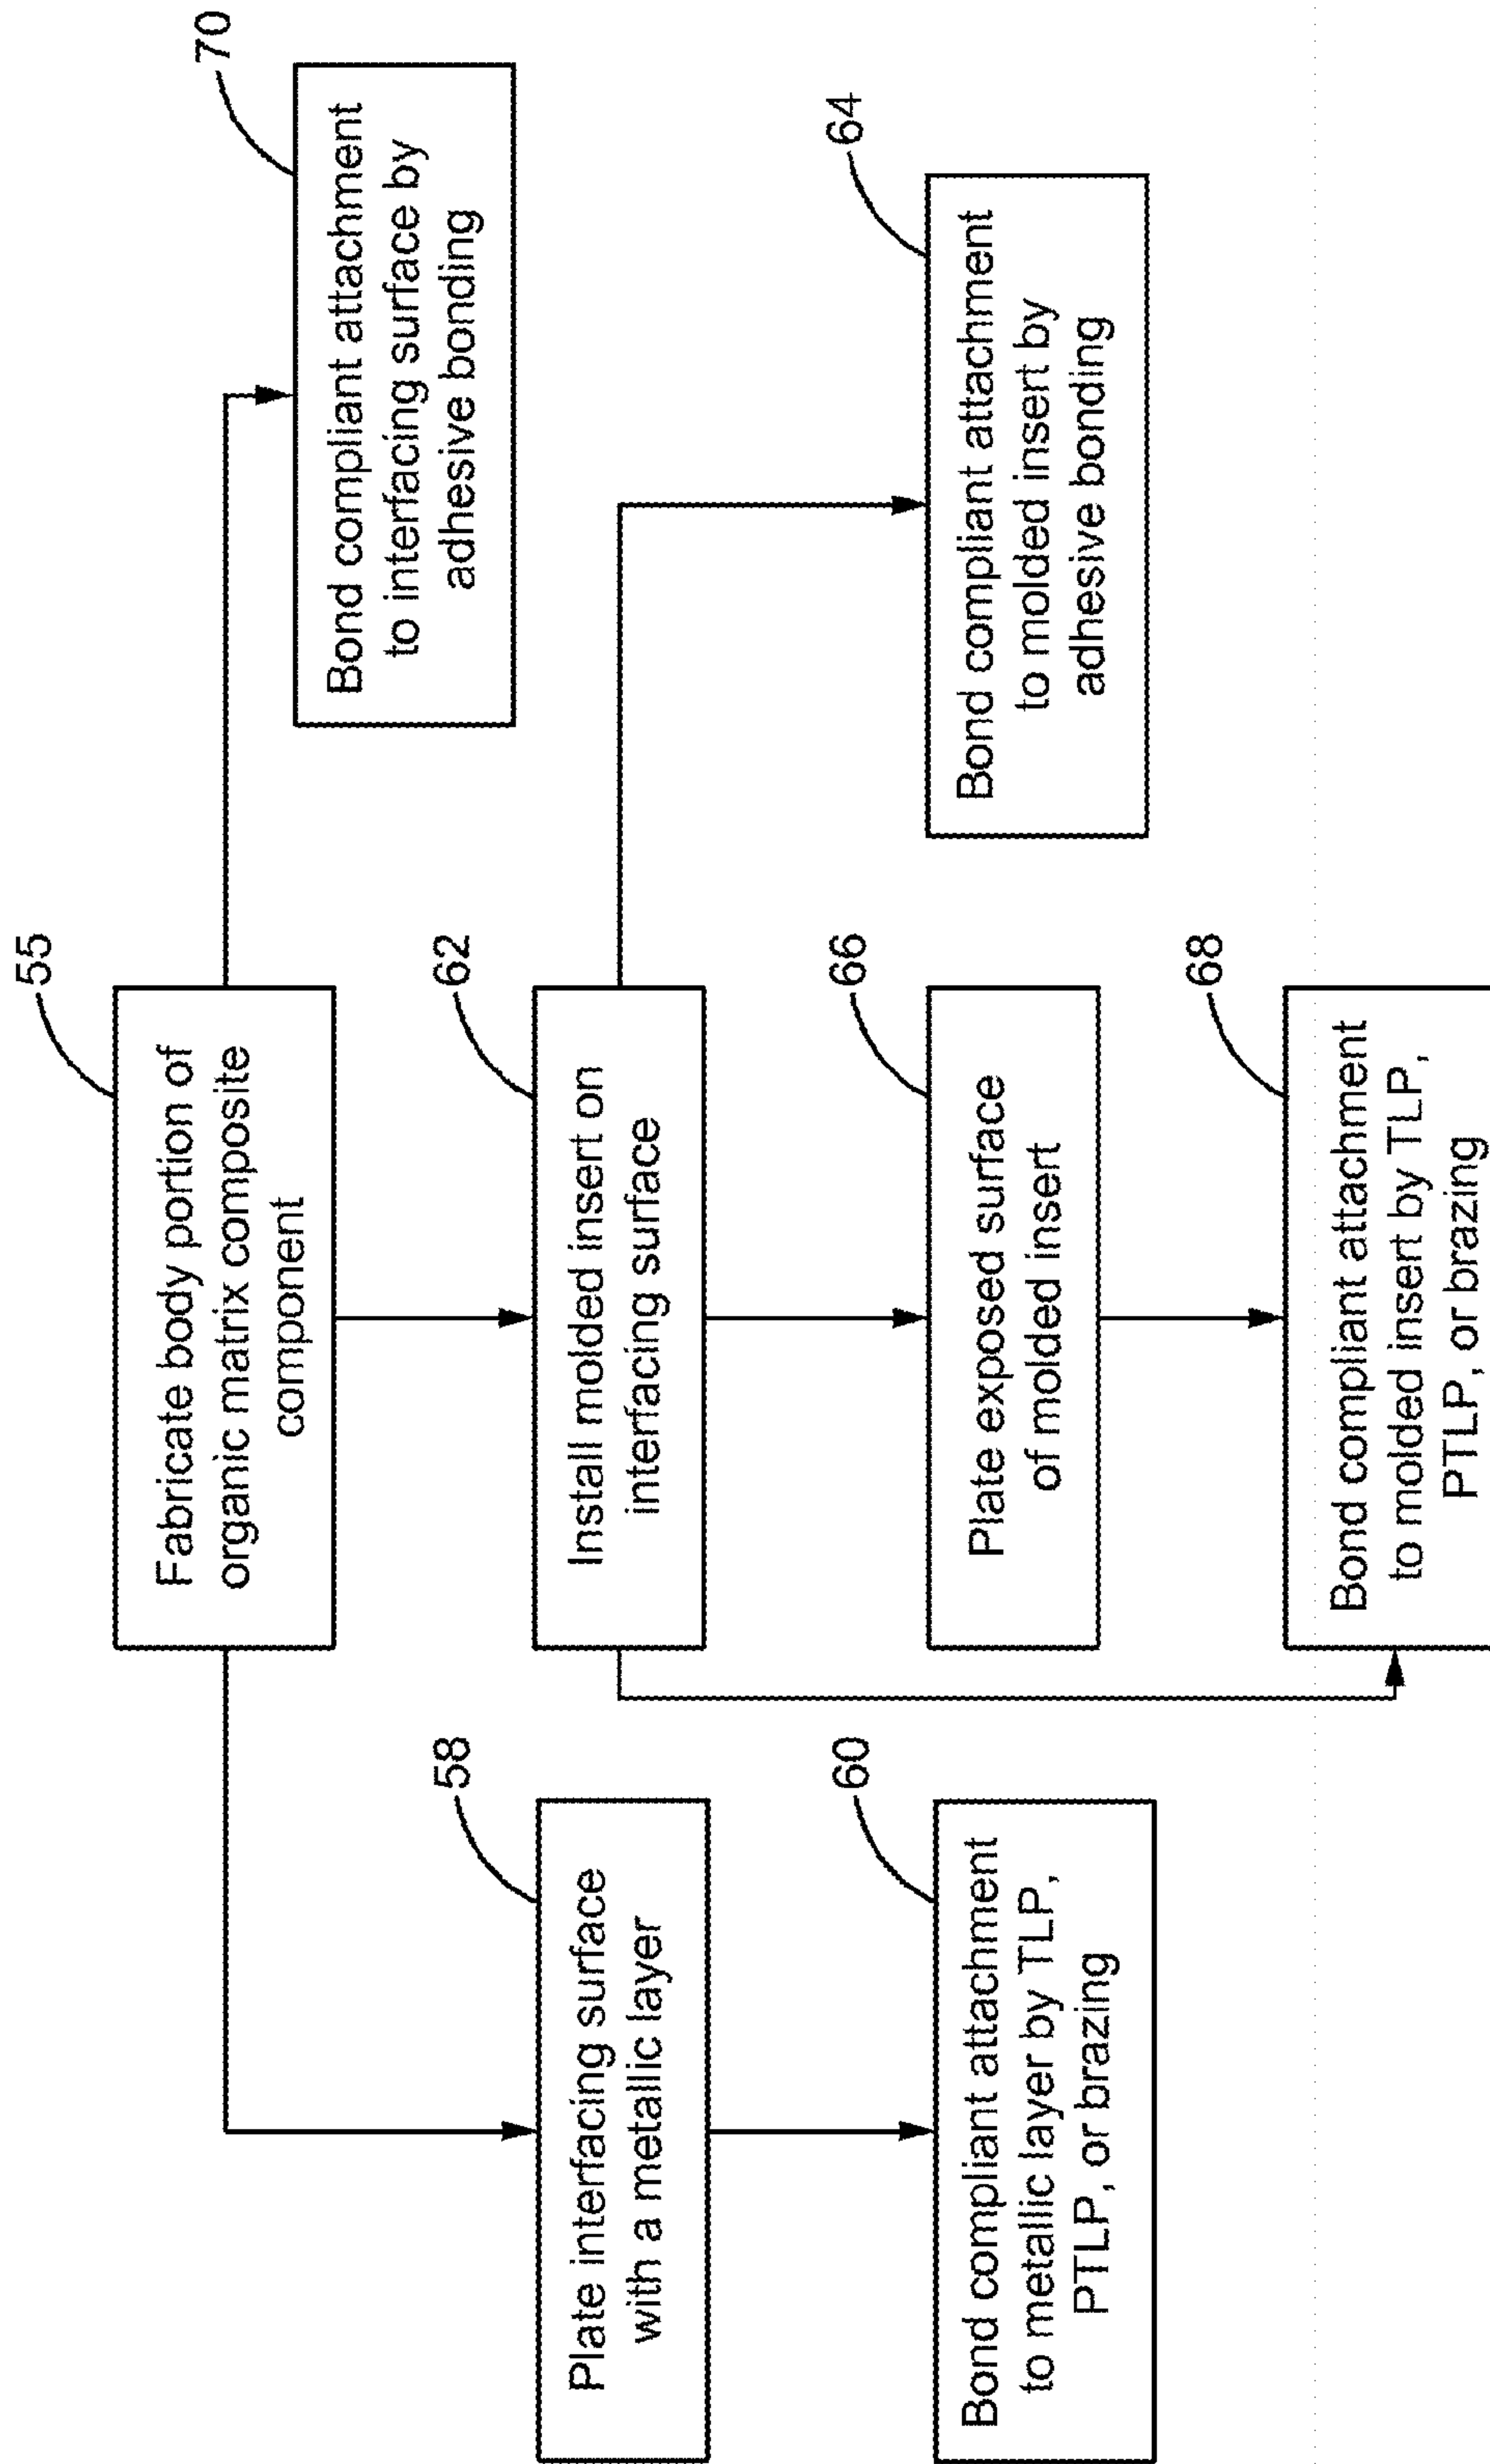 55
Fabricate body portion of
organic matrix composite
component
70
Bond compliant attachment
to interfacing surface by
adhesive bonding
58
Plate interfacing surface
with a metallic layer
62
Install molded insert on
interfacing surface
60
Bond compliant attachment
to metallic layer by TLP,
PTLP, or brazing
66
Plate exposed surface
of molded insert
64
Bond compliant attachment
to molded insert by
adhesive bonding
68
Bond compliant attachment
to molded insert by TLP,
PTLP, or brazing